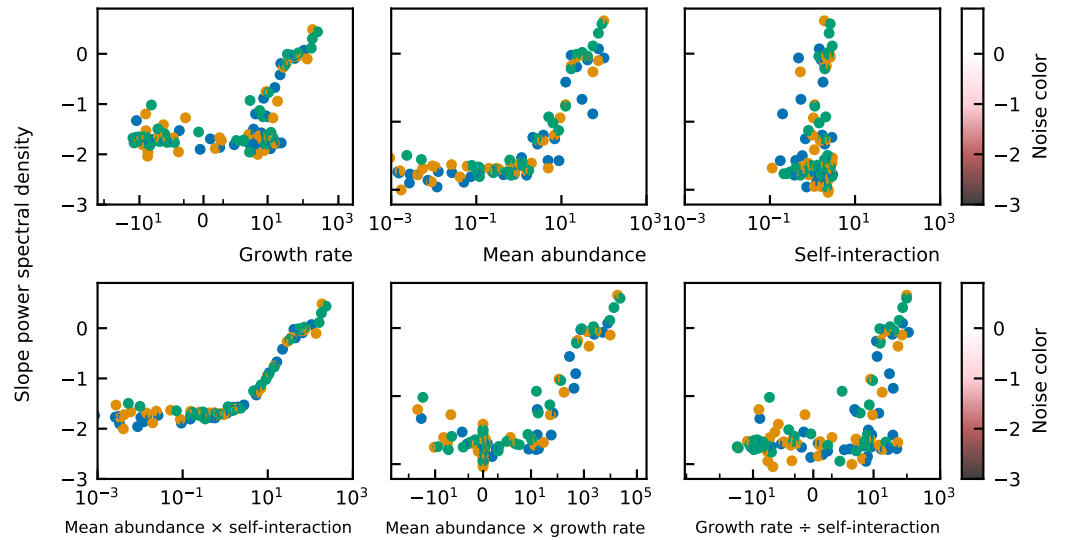 Slope power spectral density
0
−1
−2
−3
−10¹ 0 10¹ 10³
Growth rate
10⁻³ 10⁻¹ 10¹ 10³
Mean abundance
10⁻³ 10⁻¹ 10¹ 10³
Self-interaction
0
−1
−2
−3
Noise color
0
−1
−2
−3
10⁻³ 10⁻¹ 10¹ 10³
Mean abundance × self-interaction
−10¹ 0 10¹ 10³ 10⁵
Mean abundance × growth rate
−10¹ 0 10¹ 10³
Growth rate ÷ self-interaction
0
−1
−2
−3
Noise color